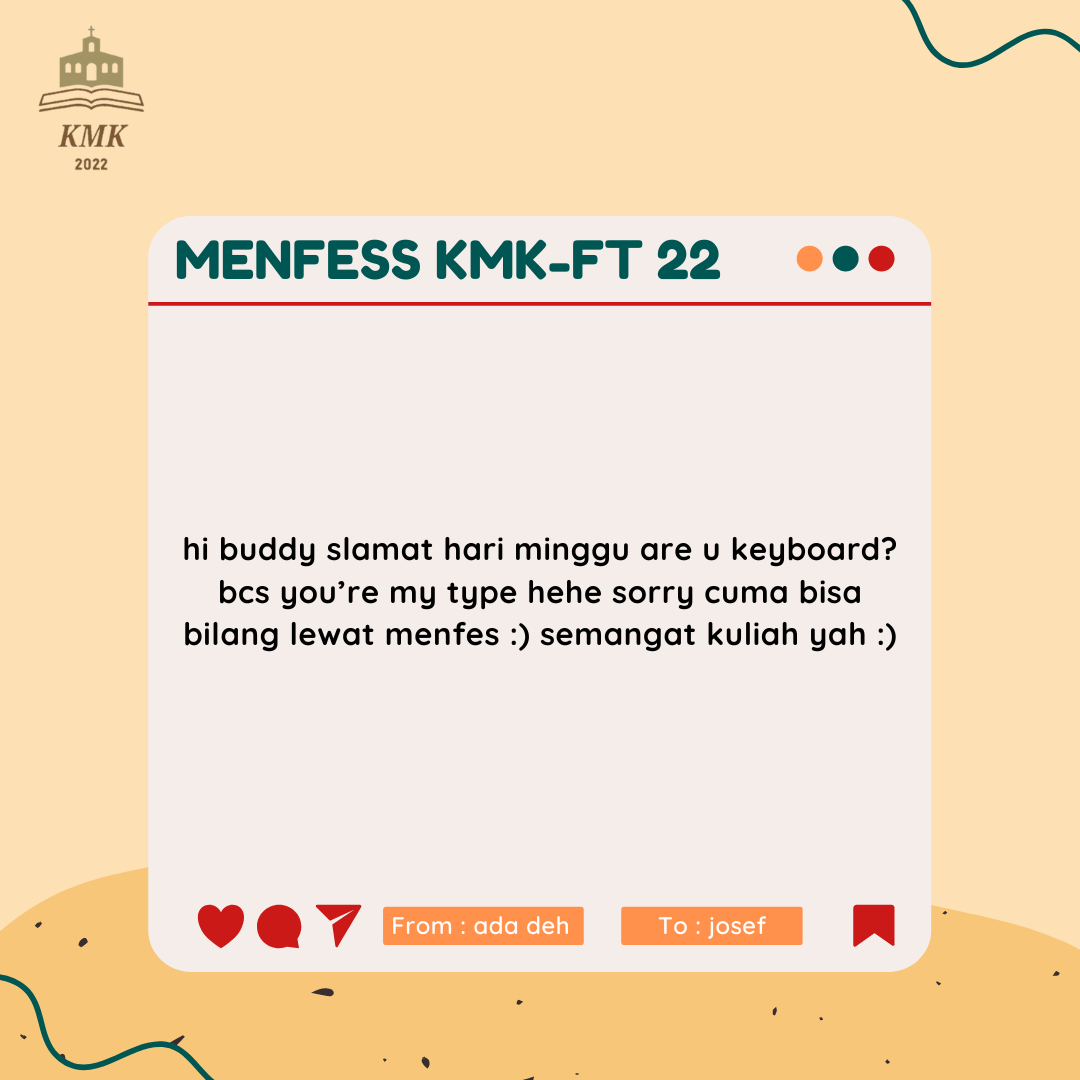 KMK
2022
MENFESS KMK-FT 22
hi buddy slamat hari minggu are u keyboard?
bcs you’re my type hehe sorry cuma bisa
bilang lewat menfes :) semangat kuliah yah :)
From : ada deh
To : josef